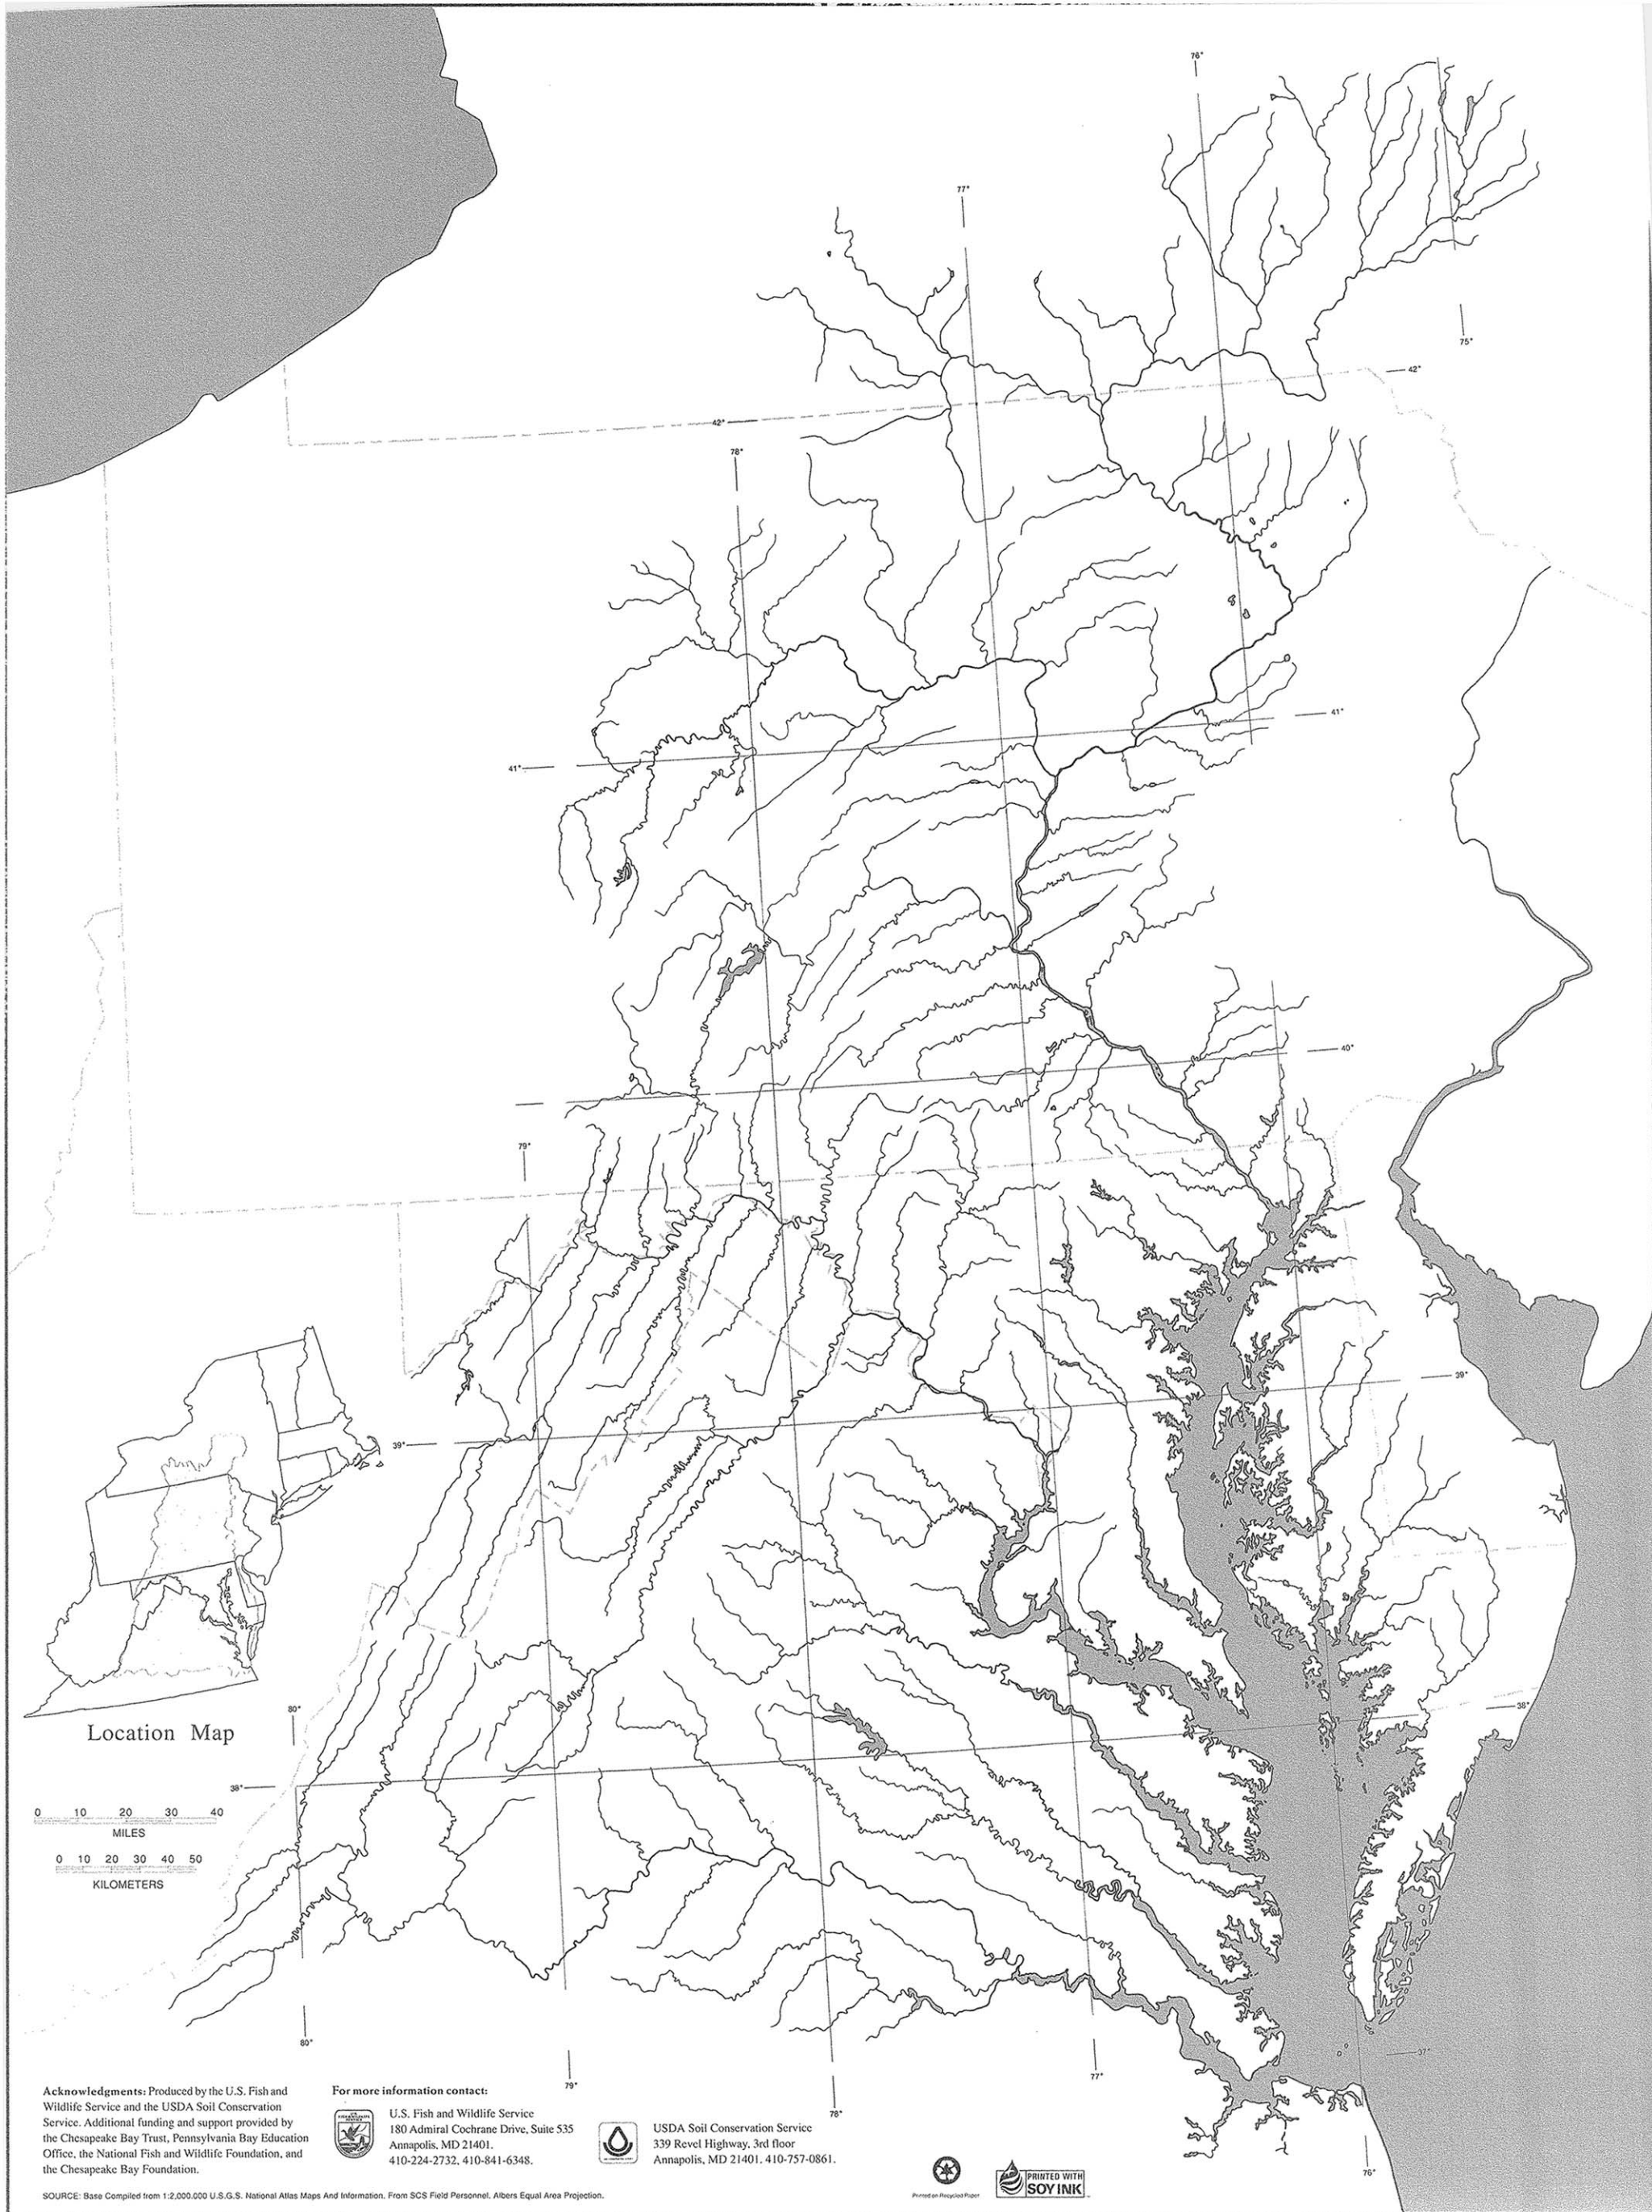 76°
77°
75°
42°
42°
78°
41°
41°
40°
79°
39°
39°
80°
38°
38°
Location Map
0 10 20 30 40
MILES
0 10 20 30 40 50
KILOMETERS
80°
79°
78°
77°
37°
76°
Acknowledgments: Produced by the U.S. Fish and
Wildlife Service and the USDA Soil Conservation
Service. Additional funding and support provided by
the Chesapeake Bay Trust, Pennsylvania Bay Education
Office, the National Fish and Wildlife Foundation, and
the Chesapeake Bay Foundation.
For more information contact:
U.S. Fish and Wildlife Service
180 Admiral Cochrane Drive, Suite 535
Annapolis, MD 21401.
410-224-2732, 410-841-6348.
USDA Soil Conservation Service
339 Revel Highway, 3rd floor
Annapolis, MD 21401. 410-757-0861.
Printed on Recycled Paper
PRINTED WITH
SOY INK
SOURCE: Base Compiled from 1:2,000.000 U.S.G.S. National Atlas Maps And Information. From SCS Field Personnel. Albers Equal Area Projection.